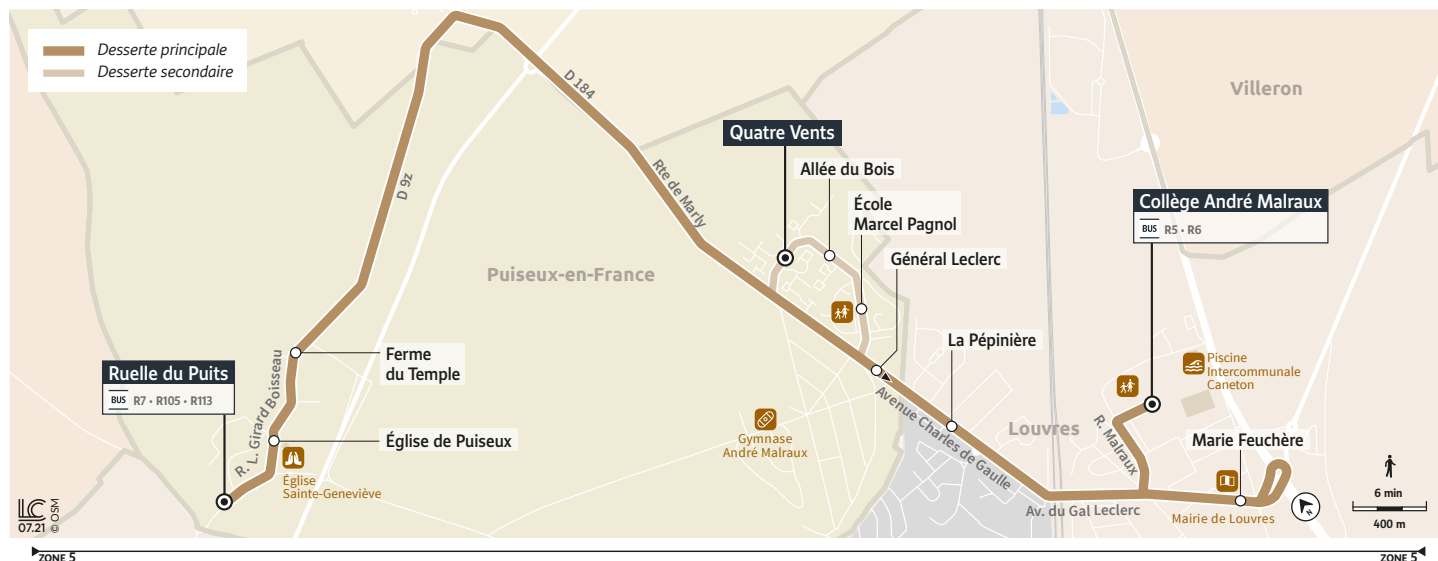 Desserte principale
Desserte secondaire
D 9z
D 184
Rte de Marly
Villeron
Quatre Vents
Allée du Bois
École
Marcel Pagnol
Général Leclerc
Collège André Malraux
BUS R5 • R6
Puiseux-en-France
La Pépinière
Ferme
du Temple
Ruelle du Puits
BUS R7 • R105 • R113
R. L. Girard Boisseau
Église de Puiseux
Église
Sainte-Geneviève
Gymnase
André Malraux
Avenue Charles de Gaulle
Louvres
Piscine
Intercommunale
Caneton
R. Malraux
Marie Feuchère
Av. du Gal Leclerc
Mairie de Louvres
6 min
400 m
LC
07.21
© OSM
ZONE 5
ZONE 5